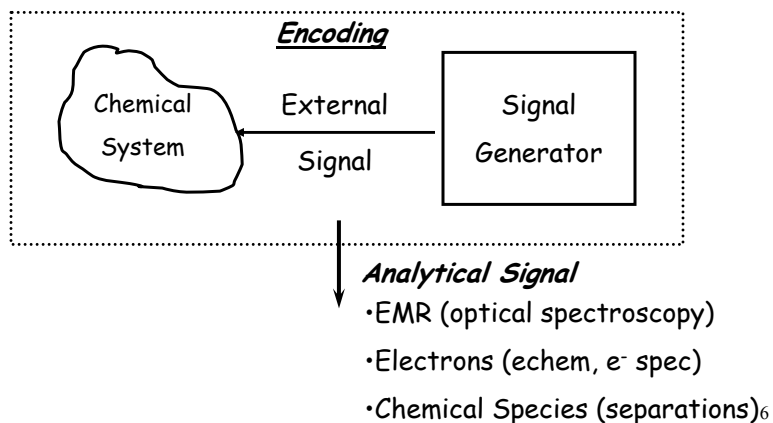 Encoding
Chemical
System
External
Signal
Signal
Generator
Analytical Signal
•EMR (optical spectroscopy)
•Electrons (echem, e⁻ spec)
•Chemical Species (separations)
6